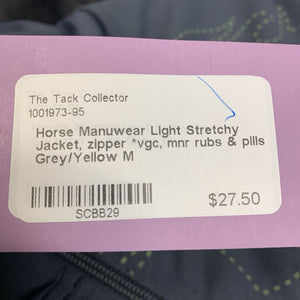 The Tack Collector
1001973-95
Horse Manuwear Light Stretchy
Jacket, zipper *vgc, mnr rubs & pills
Grey/Yellow M
$27.50
SCBB29